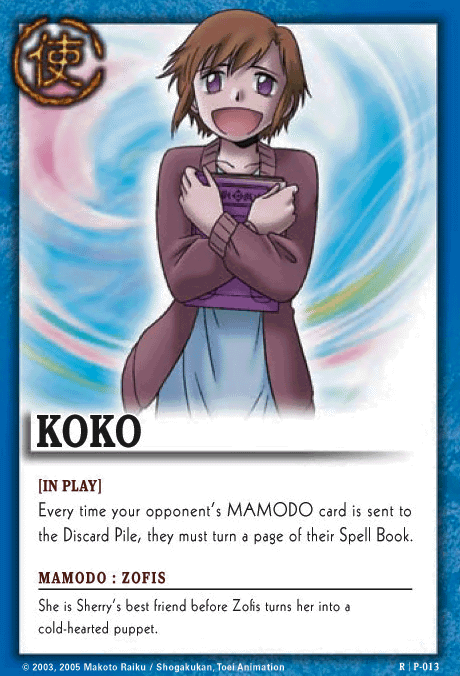 使
KOKO
[IN PLAY]
Every time your opponent's MAMODO card is sent to
the Discard Pile, they must turn a page of their Spell Book.
MAMODO : ZOFIS
She is Sherry's best friend before Zofis turns her into a
cold-hearted puppet.
© 2003, 2005 Makoto Raiku / Shogakukan, Toei Animation
R | P-013